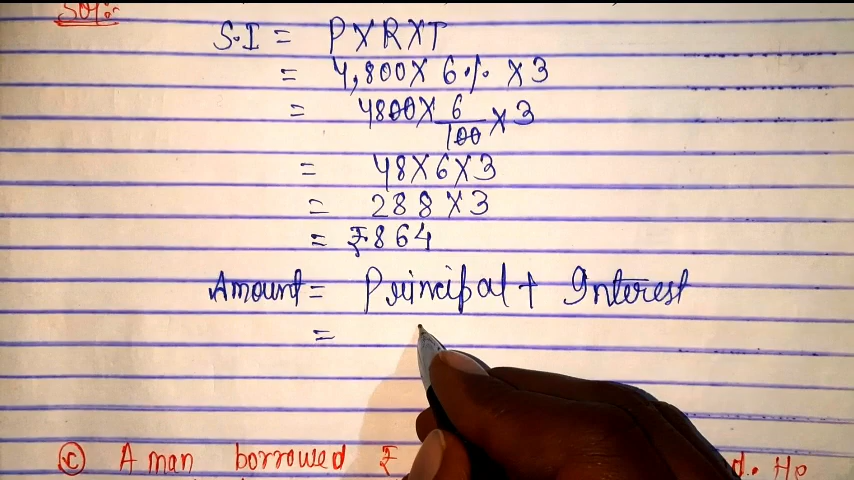 Sol:-
S.I = P×R×T
= 4,800× 6% ×3
= 4800× 6/100 ×3
= 48×6×3
= 288×3
= ₹864
Amount = Principal + Interest
=
(c) A man borrowed ₹ d. He